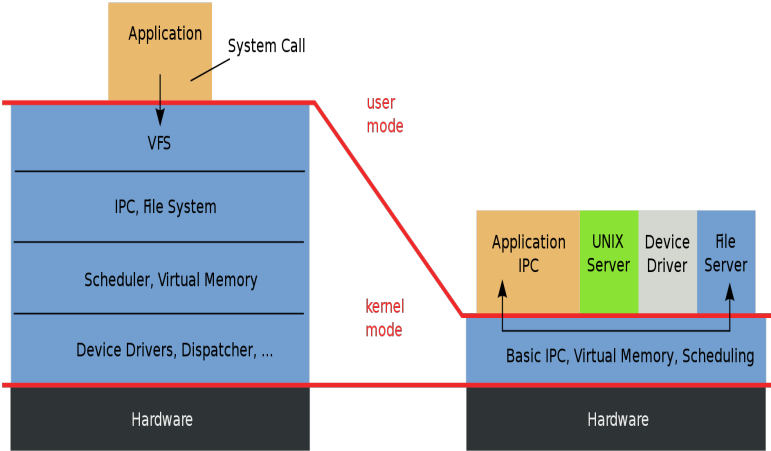 Application
System Call
VFS
IPC, File System
Scheduler, Virtual Memory
Device Drivers, Dispatcher, ...
Hardware
user
mode
kernel
mode
Application
IPC
UNIX
Server
Device
Driver
File
Server
Basic IPC, Virtual Memory, Scheduling
Hardware